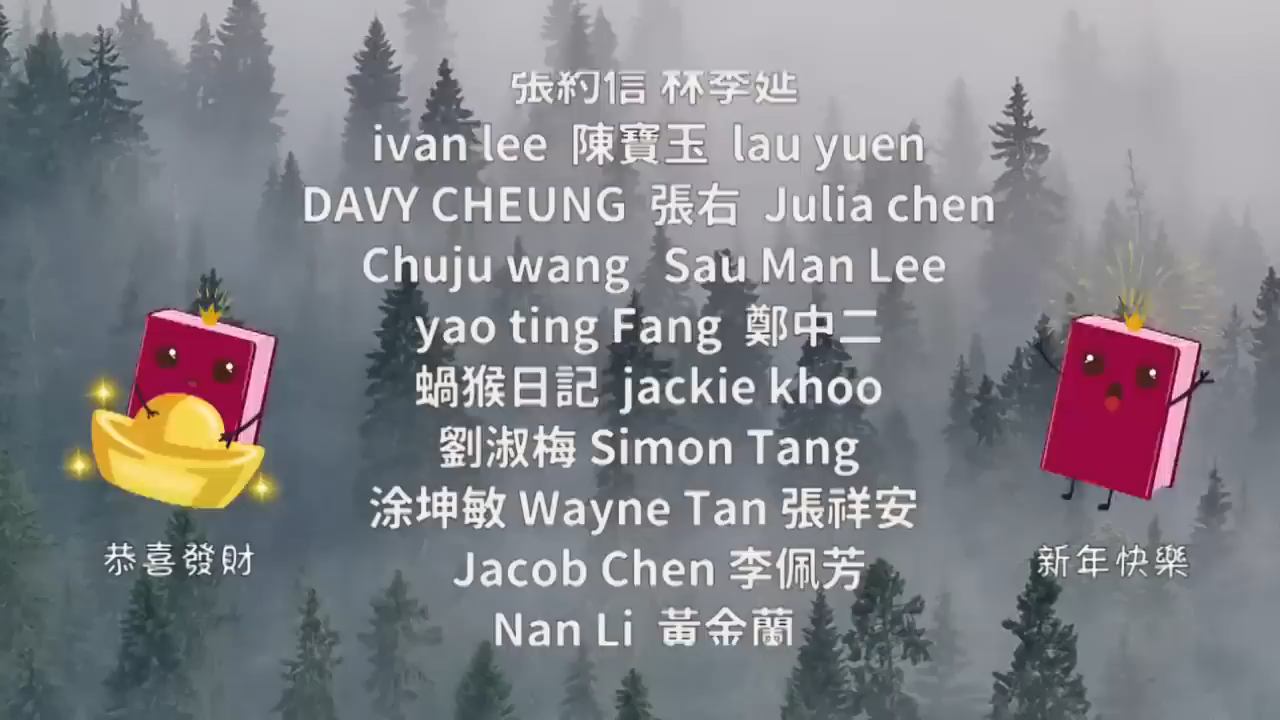 張約信 林季延
ivan lee 陳寶玉 lau yuen
DAVY CHEUNG 張右 Julia chen
Chuju wang Sau Man Lee
yao ting Fang 鄭中二
蝸猴日記 jackie khoo
劉淑梅 Simon Tang
涂坤敏 Wayne Tan 張祥安
Jacob Chen 李佩芳
Nan Li 黃金蘭
恭喜發財
新年快樂